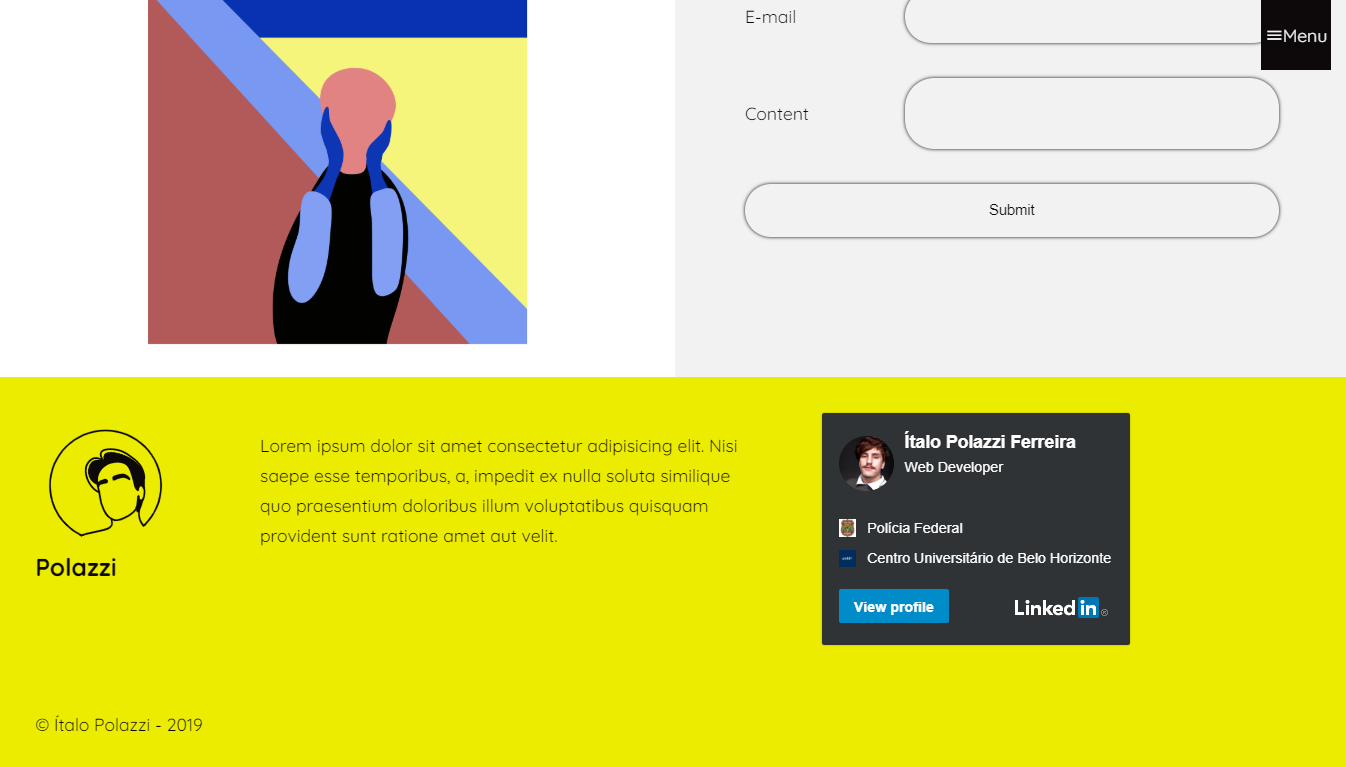 E-mail
Menu
Content
Submit
Polazzi
Lorem ipsum dolor sit amet consectetur adipisicing elit. Nisi
saepe esse temporibus, a, impedit ex nulla soluta similique
quo praesentium doloribus illum voluptatibus quisquam
provident sunt ratione amet aut velit.
Ítalo Polazzi Ferreira
Web Developer
Polícia Federal
Centro Universitário de Belo Horizonte
View profile
Linked in ®
© Ítalo Polazzi - 2019